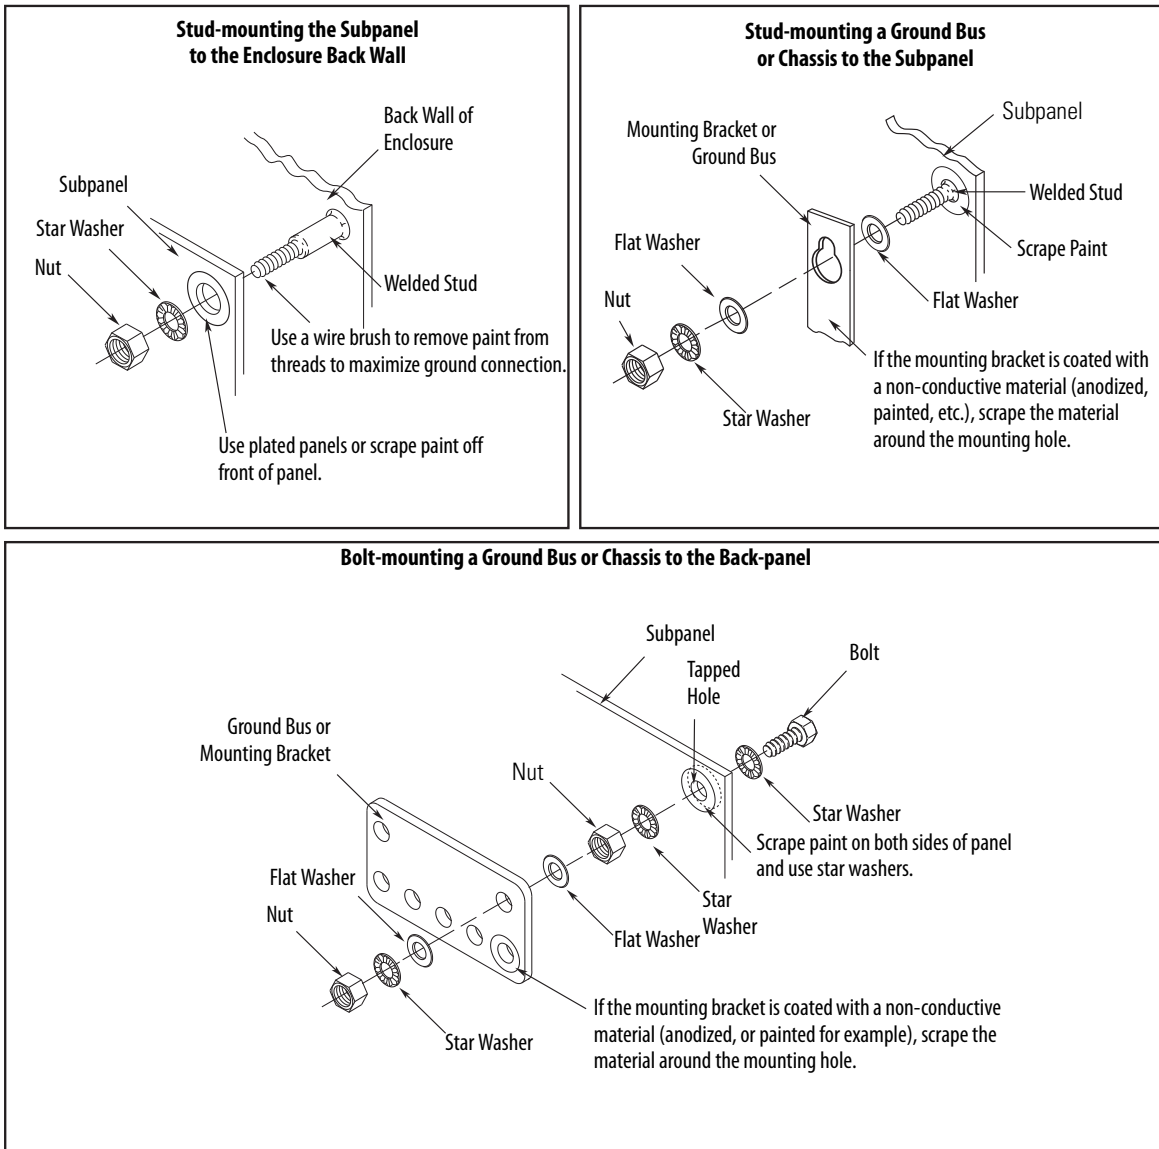 Stud-mounting the Subpanel
to the Enclosure Back Wall
Back Wall of
Enclosure
Subpanel
Star Washer
Nut
Welded Stud
Use a wire brush to remove paint from
threads to maximize ground connection.
Use plated panels or scrape paint off
front of panel.
Stud-mounting a Ground Bus
or Chassis to the Subpanel
Subpanel
Mounting Bracket or
Ground Bus
Welded Stud
Flat Washer
Scrape Paint
Nut
Flat Washer
If the mounting bracket is coated with
a non-conductive material (anodized,
painted, etc.), scrape the material
around the mounting hole.
Star Washer
Bolt-mounting a Ground Bus or Chassis to the Back-panel
Subpanel
Bolt
Tapped
Hole
Ground Bus or
Mounting Bracket
Nut
Star Washer
Scrape paint on both sides of panel
and use star washers.
Flat Washer
Star
Washer
Nut
Flat Washer
If the mounting bracket is coated with a non-conductive
material (anodized, or painted for example), scrape the
material around the mounting hole.
Star Washer